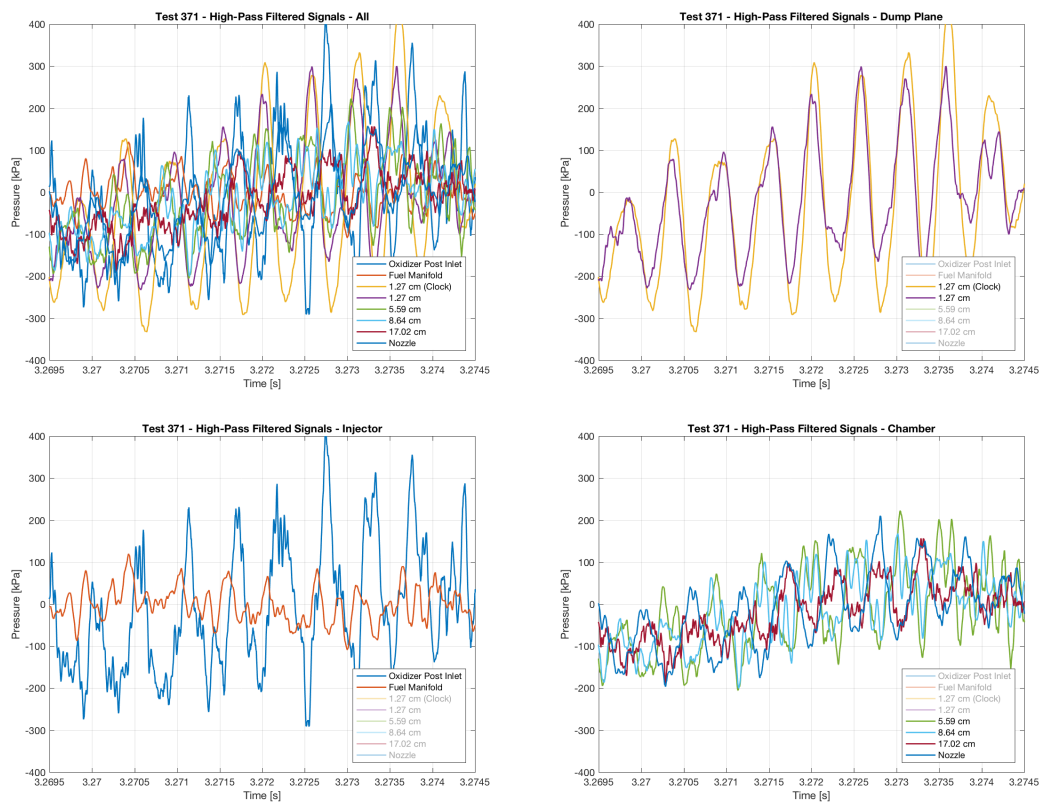 Test 371 - High-Pass Filtered Signals - All
Pressure [kPa]
400
300
200
100
0
-100
-200
-300
-400
Oxidizer Post Inlet
Fuel Manifold
1.27 cm (Clock)
1.27 cm
5.59 cm
8.64 cm
17.02 cm
Nozzle
3.2695 3.27 3.2705 3.271 3.2715 3.272 3.2725 3.273 3.2735 3.274 3.2745
Time [s]
Test 371 - High-Pass Filtered Signals - Dump Plane
Pressure [kPa]
400
300
200
100
0
-100
-200
-300
-400
Oxidizer Post Inlet
Fuel Manifold
1.27 cm (Clock)
1.27 cm
5.59 cm
8.64 cm
17.02 cm
Nozzle
3.2695 3.27 3.2705 3.271 3.2715 3.272 3.2725 3.273 3.2735 3.274 3.2745
Time [s]
Test 371 - High-Pass Filtered Signals - Injector
Pressure [kPa]
400
300
200
100
0
-100
-200
-300
-400
Oxidizer Post Inlet
Fuel Manifold
1.27 cm (Clock)
1.27 cm
5.59 cm
8.64 cm
17.02 cm
Nozzle
3.2695 3.27 3.2705 3.271 3.2715 3.272 3.2725 3.273 3.2735 3.274 3.2745
Time [s]
Test 371 - High-Pass Filtered Signals - Chamber
Pressure [kPa]
400
300
200
100
0
-100
-200
-300
-400
Oxidizer Post Inlet
Fuel Manifold
1.27 cm (Clock)
1.27 cm
5.59 cm
8.64 cm
17.02 cm
Nozzle
3.2695 3.27 3.2705 3.271 3.2715 3.272 3.2725 3.273 3.2735 3.274 3.2745
Time [s]